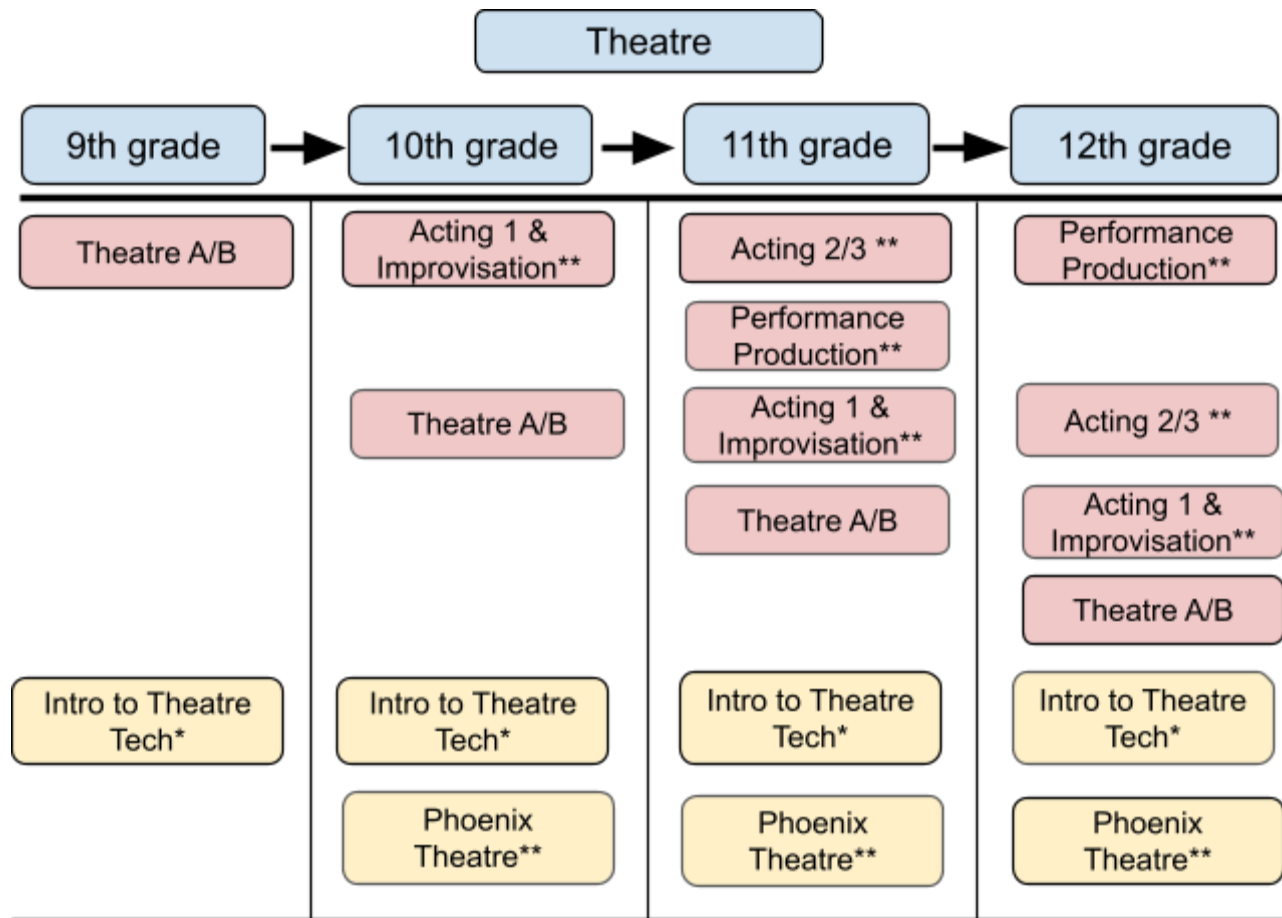 Theatre
9th grade
10th grade
11th grade
12th grade
Theatre A/B
Acting 1 &
Improvisation**
Acting 2/3 **
Performance
Production**
Performance
Production**
Theatre A/B
Acting 1 &
Improvisation**
Acting 2/3 **
Theatre A/B
Acting 1 &
Improvisation**
Theatre A/B
Intro to Theatre
Tech*
Intro to Theatre
Tech*
Intro to Theatre
Tech*
Intro to Theatre
Tech*
Phoenix
Theatre**
Phoenix
Theatre**
Phoenix
Theatre**